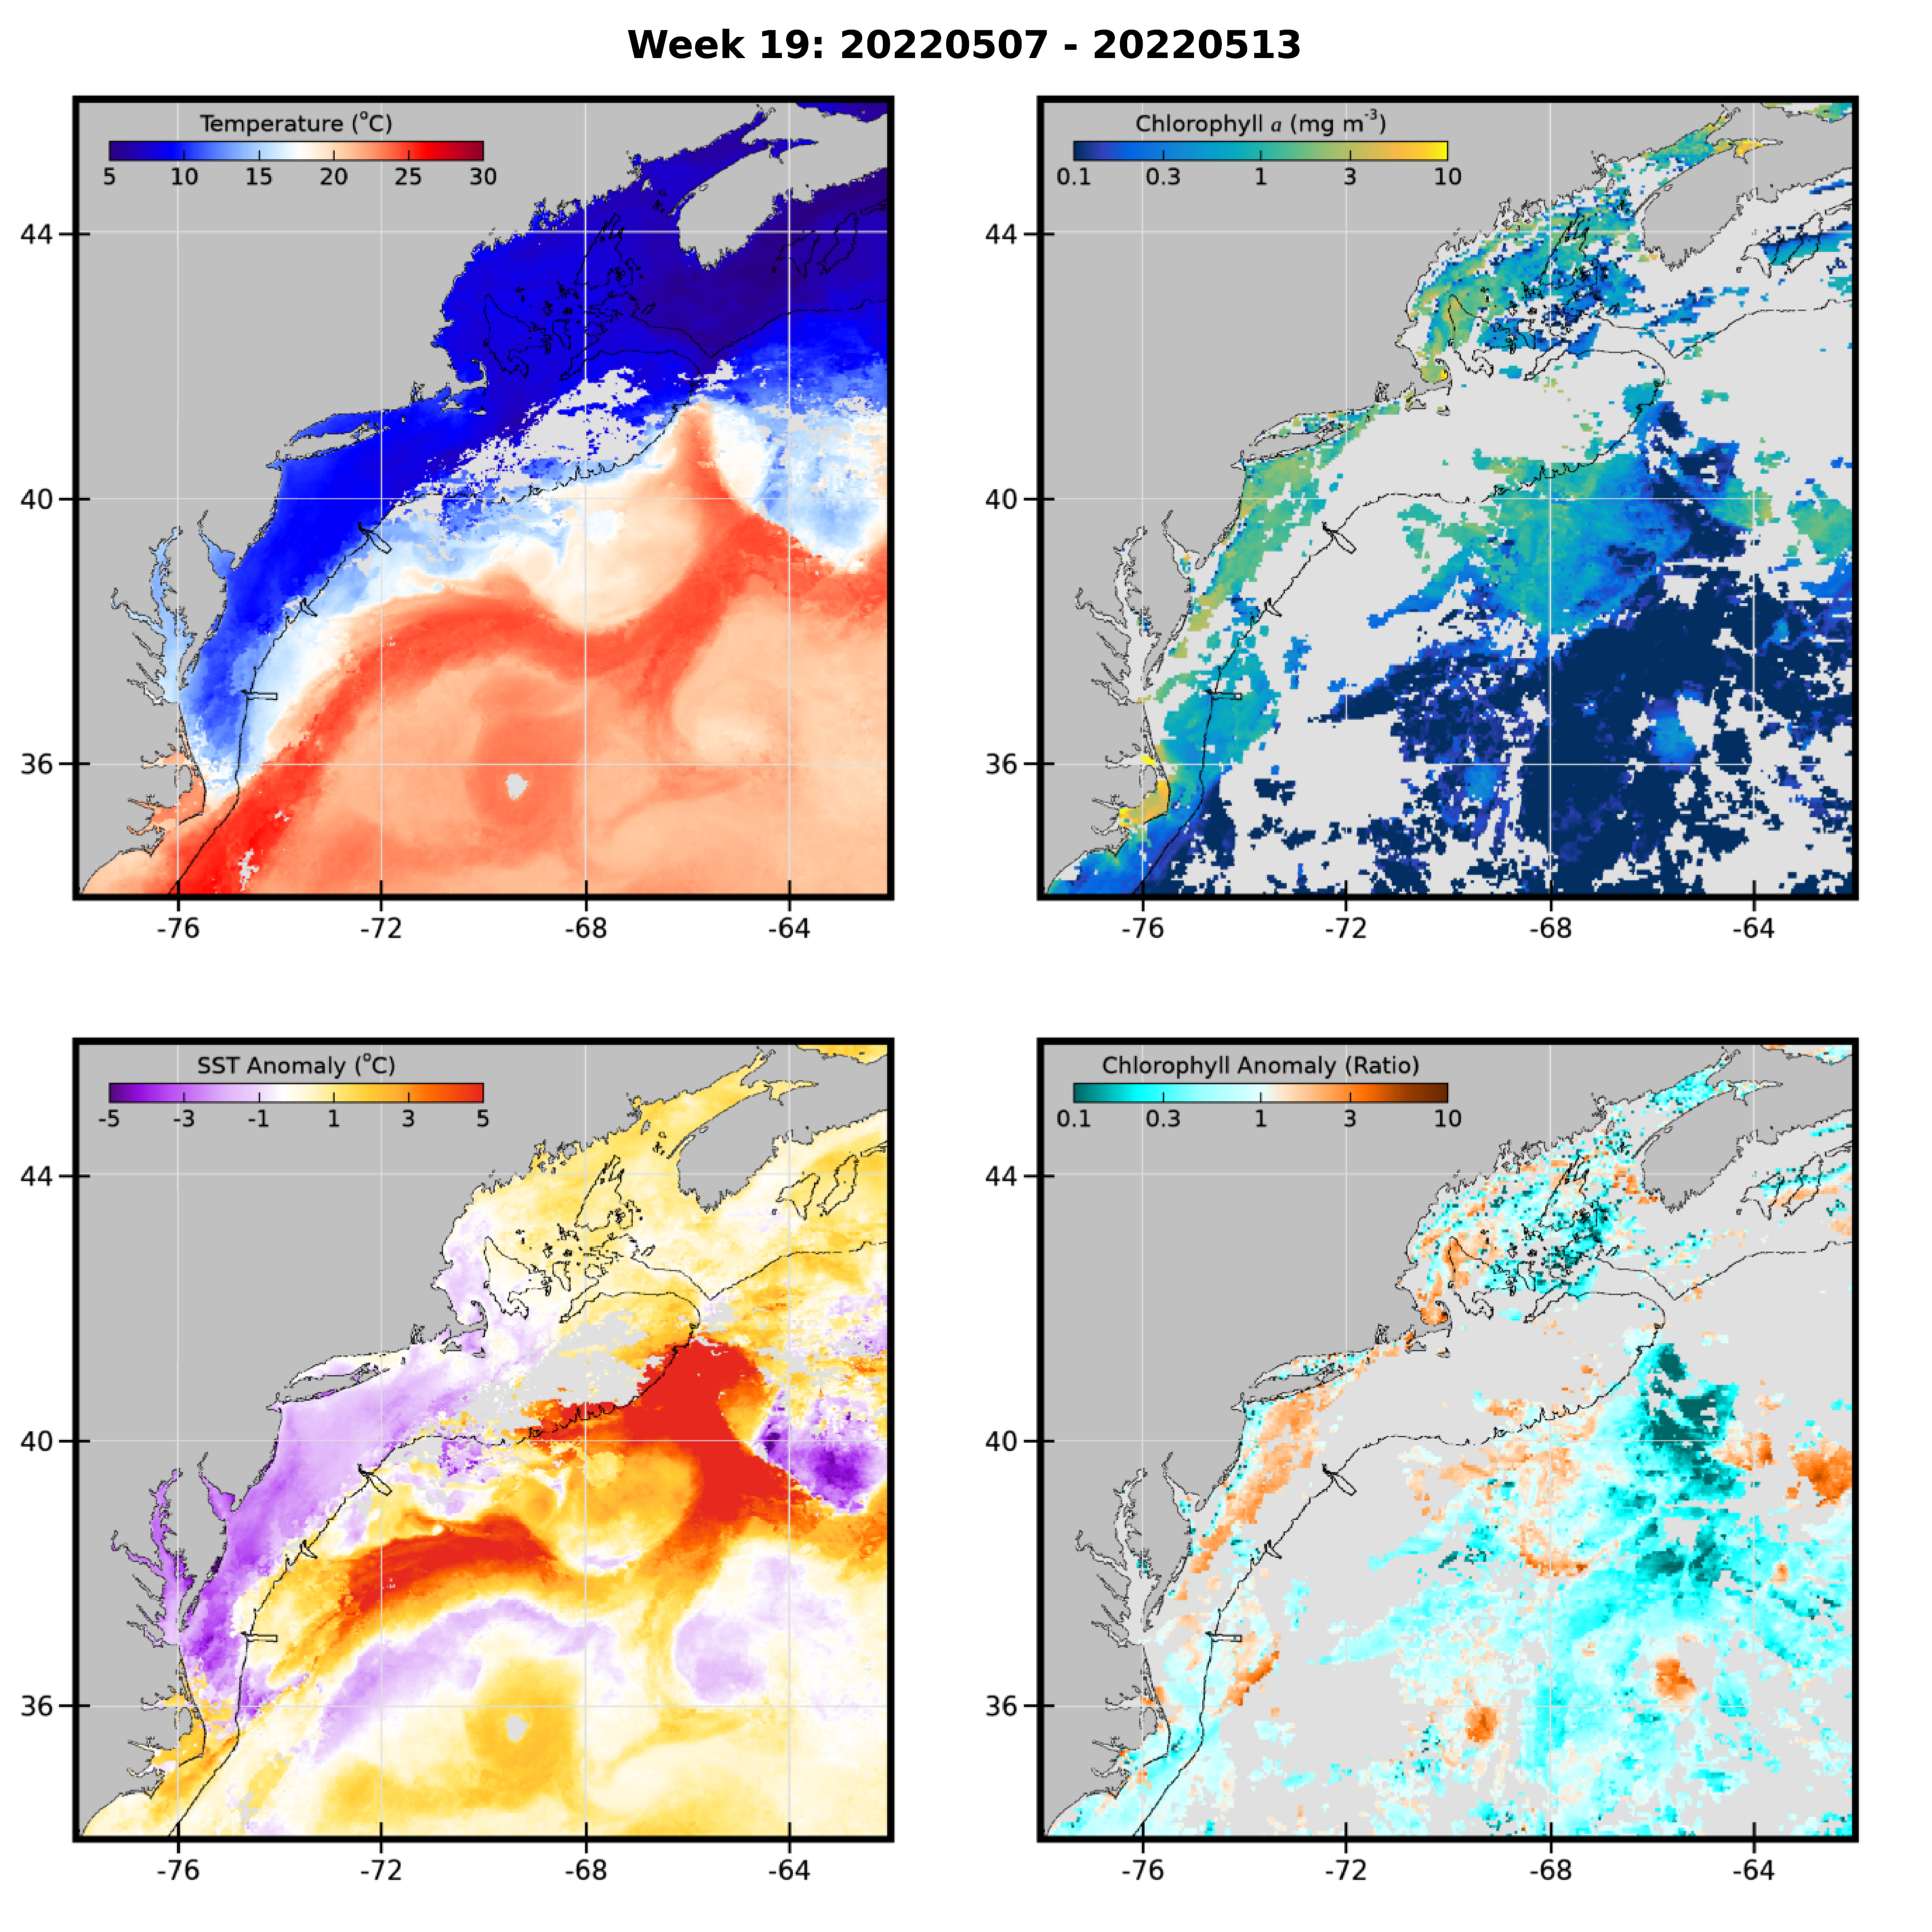 Week 19: 20220507 - 20220513
Temperature (°C)
5 10 15 20 25 30
44
40
36
-76 -72 -68 -64
Chlorophyll a (mg m⁻³)
0.1 0.3 1 3 10
44
40
36
-76 -72 -68 -64
SST Anomaly (°C)
-5 -3 -1 1 3 5
44
40
36
-76 -72 -68 -64
Chlorophyll Anomaly (Ratio)
0.1 0.3 1 3 10
44
40
36
-76 -72 -68 -64